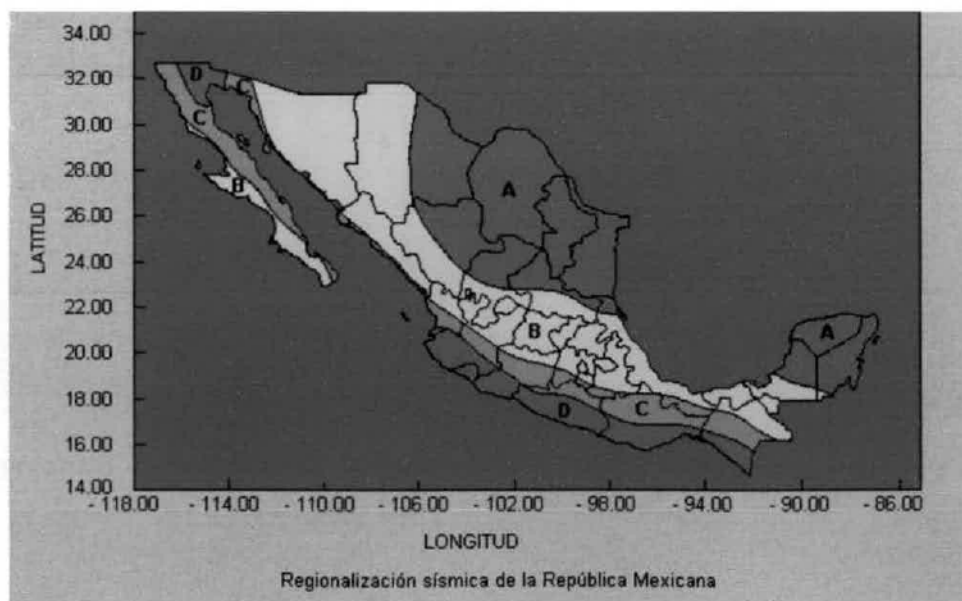 34.00
32.00
30.00
28.00
26.00
24.00
22.00
20.00
18.00
16.00
14.00
LATITUD
D
C
C
B
A
B
A
C
D
- 118.00 - 114.00 - 110.00 - 106.00 - 102.00 - 98.00 - 94.00 - 90.00 - 86.00
LONGITUD
Regionalización sísmica de la República Mexicana